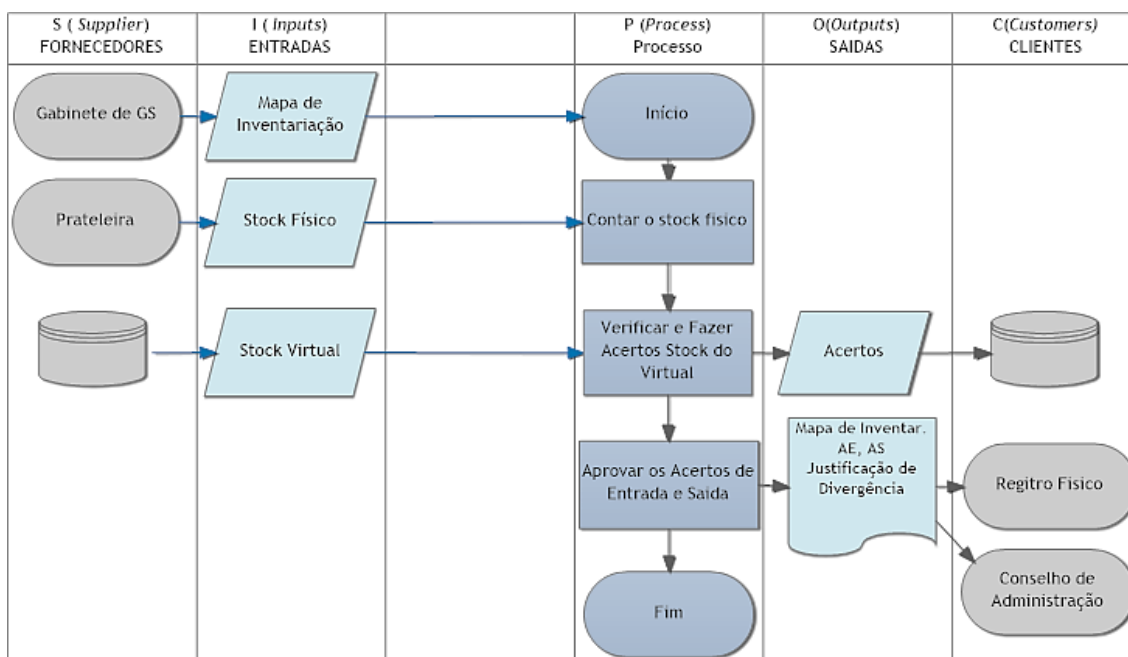 S ( Supplier)
FORNECEDORES
I ( Inputs)
ENTRADAS
P (Process)
Processo
O(Outputs)
SAIDAS
C(Customers)
CLIENTES
Gabinete de GS
Mapa de
Inventariação
Início
Prateleira
Stock Físico
Contar o stock fisico
Stock Virtual
Verificar e Fazer
Acertos Stock do
Virtual
Acertos
Aprovar os Acertos de
Entrada e Saida
Mapa de Inventar.
AE, AS
Justificação de
Divergência
Regitro Fisico
Conselho de
Administração
Fim